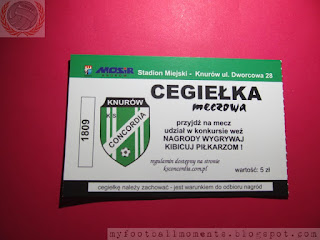 MOSiR
Stadion Miejski - Knurów ul. Dworcowa 28
CEGIEŁKA
meczowa
KNURÓW
KS
CONCORDIA
1809
przyjdź na mecz
udział w konkursie weź
NAGRODY WYGRYWAJ
KIBICUJ PIŁKARZOM !
regulamin dostępny na stronie
ksconcordia.com.pl
wartość: 5 zł
cegiełkę należy zachować - jest warunkiem do odbioru nagród
myfootballmoments.blogspot.com